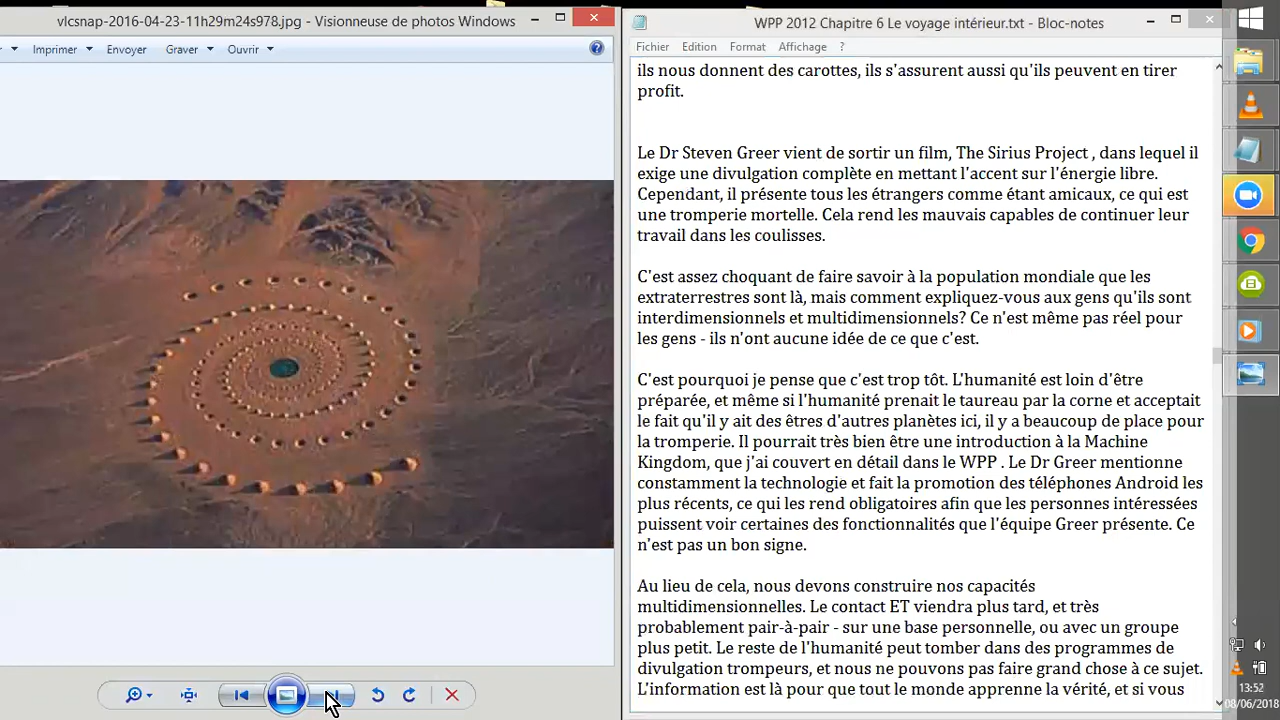 vlcsnap-2016-04-23-11h29m24s978.jpg - Visionneuse de photos Windows
Imprimer Envoyer Graver Ouvrir ?
WPP 2012 Chapitre 6 Le voyage intérieur.txt - Bloc-notes
Fichier Edition Format Affichage ?
ils nous donnent des carottes, ils s'assurent aussi qu'ils peuvent en tirer
profit.
Le Dr Steven Greer vient de sortir un film, The Sirius Project , dans lequel il
exige une divulgation complète en mettant l'accent sur l'énergie libre.
Cependant, il présente tous les étrangers comme étant amicaux, ce qui est
une tromperie mortelle. Cela rend les mauvais capables de continuer leur
travail dans les coulisses.
C'est assez choquant de faire savoir à la population mondiale que les
extraterrestres sont là, mais comment expliquez-vous aux gens qu'ils sont
interdimensionnels et multidimensionnels? Ce n'est même pas réel pour
les gens - ils n'ont aucune idée de ce que c'est.
C'est pourquoi je pense que c'est trop tôt. L'humanité est loin d'être
préparée, et même si l'humanité prenait le taureau par la corne et acceptait
le fait qu'il y ait des êtres d'autres planètes ici, il y a beaucoup de place pour
la tromperie. Il pourrait très bien être une introduction à la Machine
Kingdom, que j'ai couvert en détail dans le WPP . Le Dr Greer mentionne
constamment la technologie et fait la promotion des téléphones Android les
plus récents, ce qui les rend obligatoires afin que les personnes intéressées
puissent voir certaines des fonctionnalités que l'équipe Greer présente. Ce
n'est pas un bon signe.
Au lieu de cela, nous devons construire nos capacités
multidimensionnelles. Le contact ET viendra plus tard, et très
probablement pair-à-pair - sur une base personnelle, ou avec un groupe
plus petit. Le reste de l'humanité peut tomber dans des programmes de
divulgation trompeurs, et nous ne pouvons pas faire grand chose à ce sujet.
L'information est là pour que tout le monde apprenne la vérité, et si vous
13:52
08/06/2018